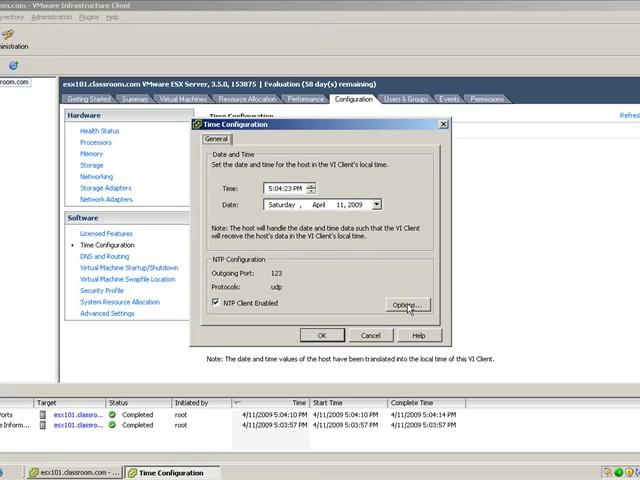 room.com - VMware Infrastructure Client
nventory Administration Plugins Help
ministration
room.com
esx101.classroom.com VMware ESX Server, 3.5.0, 153875 | Evaluation (58 day(s) remaining)
Getting Started Summary Virtual Machines Resource Allocation Performance Configuration Users & Groups Events Permissions
Hardware
Health Status
Processors
Memory
Storage
Networking
Storage Adapters
Network Adapters
Software
Licensed Features
Time Configuration
DNS and Routing
Virtual Machine Startup/Shutdown
Virtual Machine Swapfile Location
Security Profile
System Resource Allocation
Advanced Settings
Time Configuration
Refres
Time Configuration
General
Date and Time
Set the date and time for the host in the VI Client's local time.
Time: 5:04:23 PM
Date: Saturday , April 11, 2009
Note: The host will handle the date and time data such that the VI Client
will receive the host's data in the VI Client's local time.
NTP Configuration
Outgoing Port: 123
Protocols: udp
NTP Client Enabled
Options...
OK Cancel Help
Note: The date and time values of the host have been translated into the local time of this VI Client.
Target Status Initiated by Time Start Time Complete Time
Ports esx101.classro... Completed root 4/11/2009 5:04:10 PM 4/11/2009 5:04:10 PM 4/11/2009 5:04:14 PM
e Inform... esx101.classro... Completed root 4/11/2009 5:03:57 PM 4/11/2009 5:03:57 PM 4/11/2009 5:03:57 PM
esx101.classroom.com - ... Time Configuration